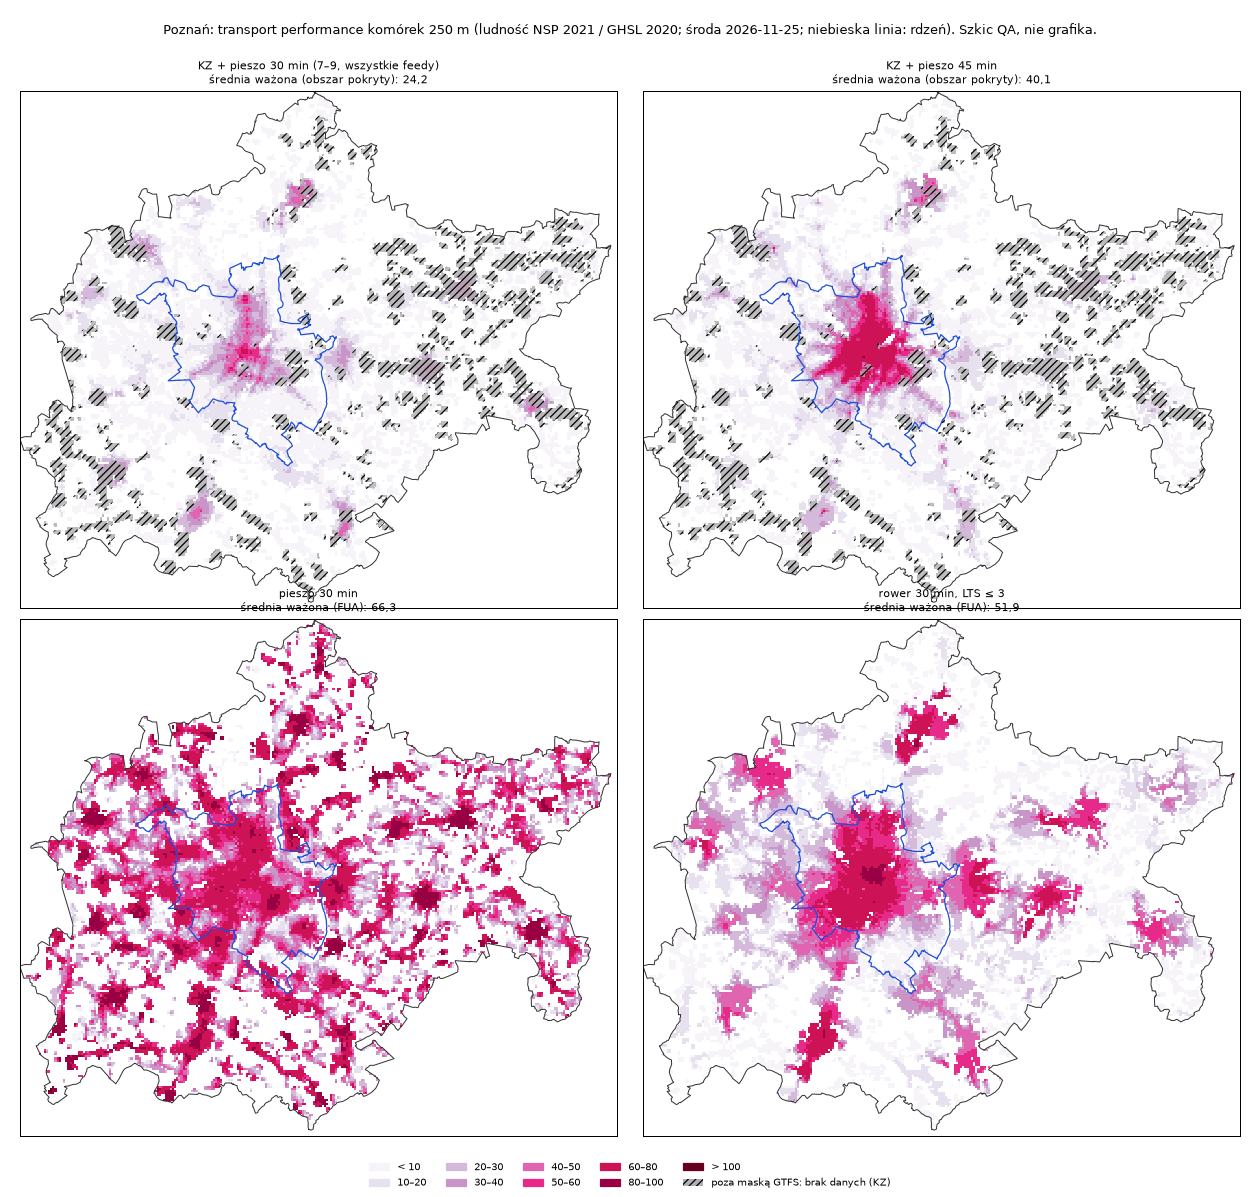 Poznań: transport performance komórek 250 m (ludność NSP 2021 / GHSL 2020; środa 2026-11-25; niebieska linia: rdzeń). Szkic QA, nie grafika.
KZ + pieszo 30 min (7–9, wszystkie feedy)
średnia ważona (obszar pokryty): 24,2
KZ + pieszo 45 min
średnia ważona (obszar pokryty): 40,1
pieszo 30 min
średnia ważona (FUA): 66,3
rower 30 min, LTS ≤ 3
średnia ważona (FUA): 51,9
< 10
10–20
20–30
30–40
40–50
50–60
60–80
80–100
> 100
poza maską GTFS: brak danych (KZ)